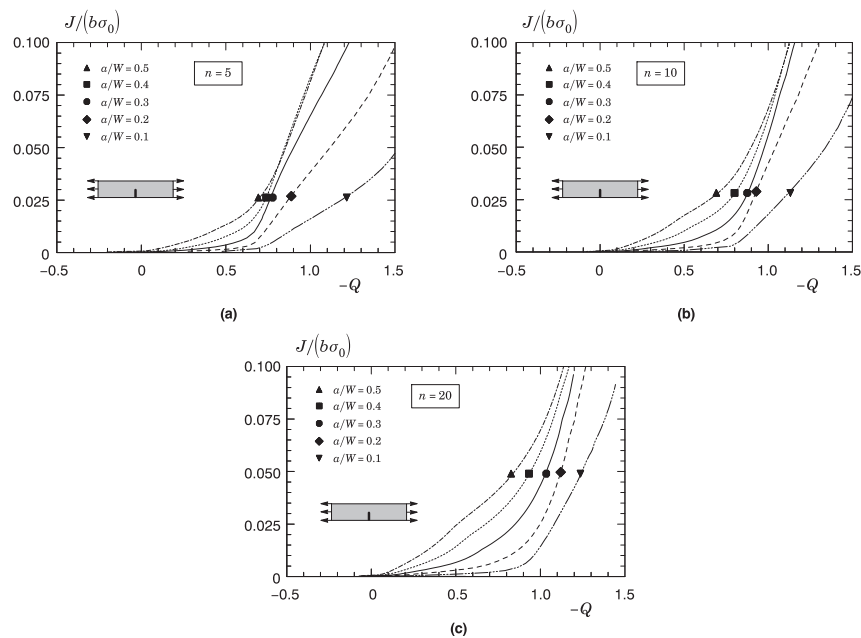 J/(bσ₀)
0.100
0.075
0.050
0.025
0
−0.5
0
0.5
1.0
1.5
−Q
a/W = 0.5
a/W = 0.4
a/W = 0.3
a/W = 0.2
a/W = 0.1
n = 5
(a)
J/(bσ₀)
0.100
0.075
0.050
0.025
0
−0.5
0
0.5
1.0
1.5
−Q
a/W = 0.5
a/W = 0.4
a/W = 0.3
a/W = 0.2
a/W = 0.1
n = 10
(b)
J/(bσ₀)
0.100
0.075
0.050
0.025
0
−0.5
0
0.5
1.0
1.5
−Q
a/W = 0.5
a/W = 0.4
a/W = 0.3
a/W = 0.2
a/W = 0.1
n = 20
(c)